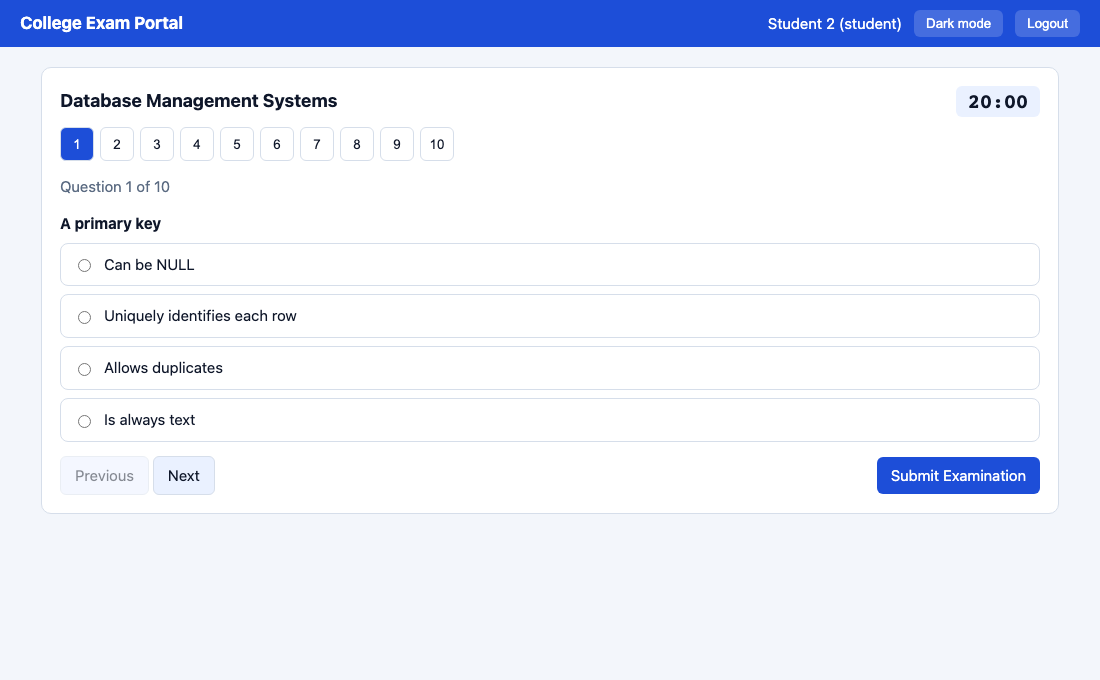 College Exam Portal
Student 2 (student)
Dark mode
Logout
Database Management Systems
20:00
1 2 3 4 5 6 7 8 9 10
Question 1 of 10
A primary key
Can be NULL
Uniquely identifies each row
Allows duplicates
Is always text
Previous
Next
Submit Examination